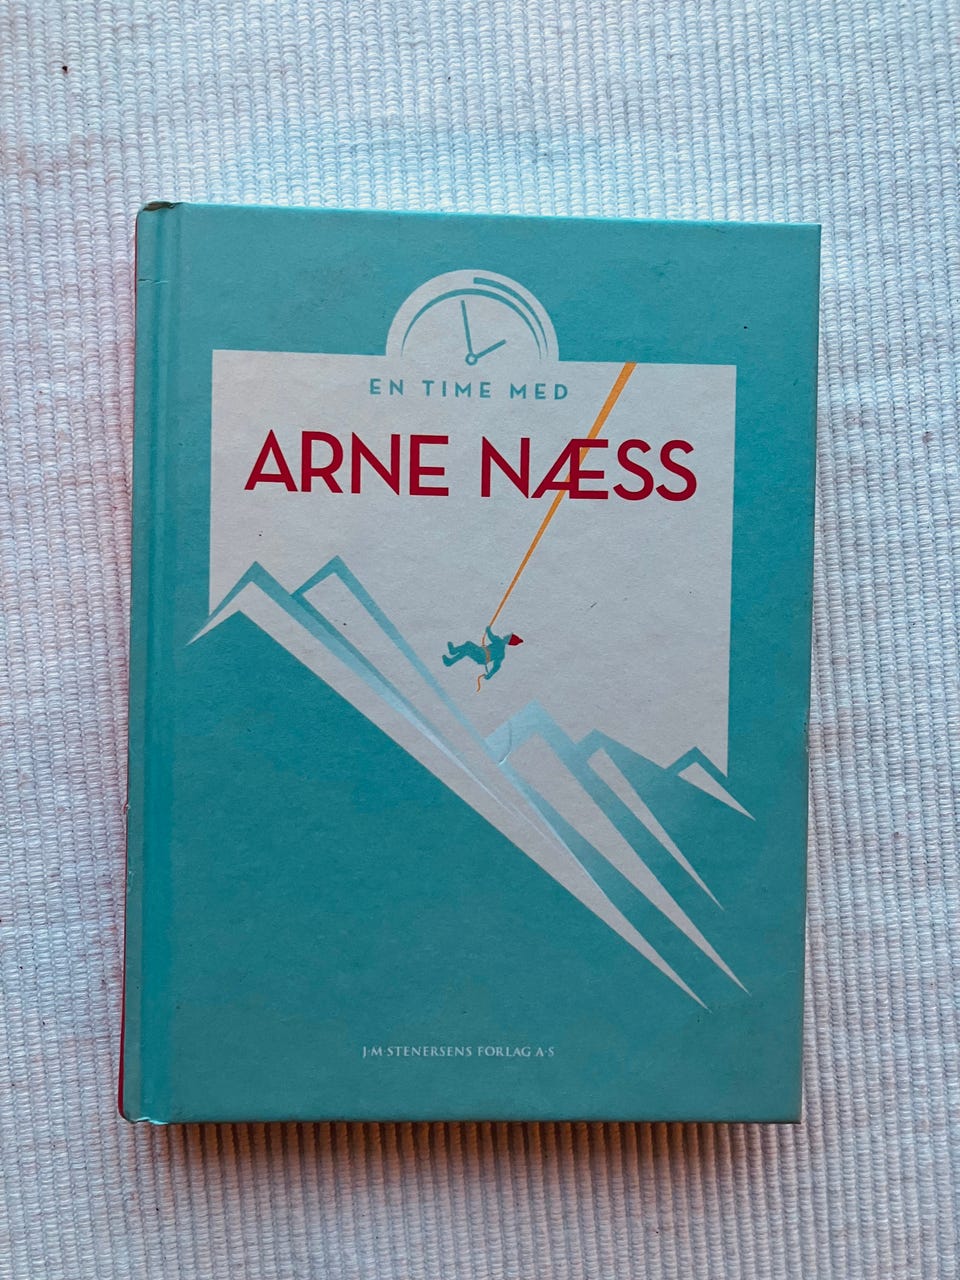 EN TIME MED
ARNE NÆSS
J·M·STENERSENS FORLAG A·S